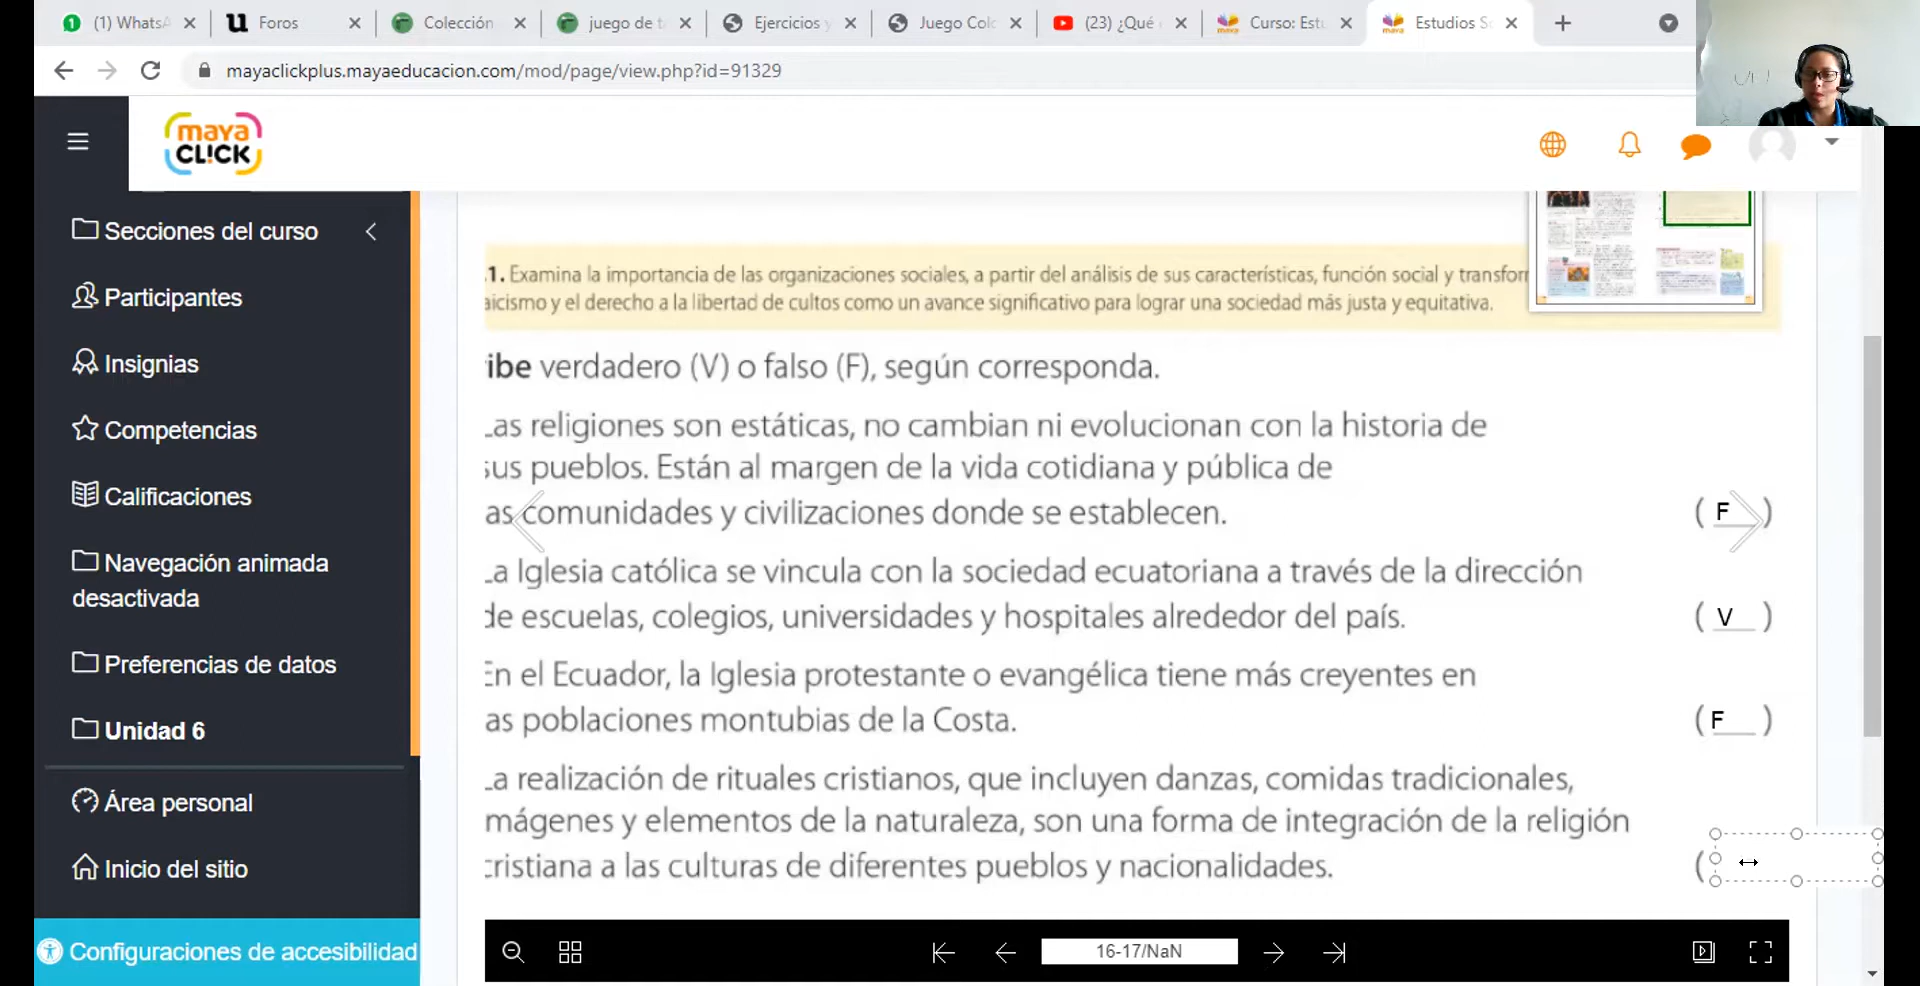 (1) WhatsA
Foros
Colección
juego de t
Ejercicios y
Juego Colo
(23) ¿Qué
Curso: Estu
Estudios So
mayaclickplus.mayaeducacion.com/mod/page/view.php?id=91329
maya
CL!CK
Secciones del curso
Participantes
Insignias
Competencias
Calificaciones
Navegación animada
desactivada
Preferencias de datos
Unidad 6
Área personal
Inicio del sitio
Configuraciones de accesibilidad
.1. Examina la importancia de las organizaciones sociales, a partir del análisis de sus características, función social y transfor
aicismo y el derecho a la libertad de cultos como un avance significativo para lograr una sociedad más justa y equitativa.
ribe verdadero (V) o falso (F), según corresponda.
Las religiones son estáticas, no cambian ni evolucionan con la historia de
sus pueblos. Están al margen de la vida cotidiana y pública de
as comunidades y civilizaciones donde se establecen. ( F )
La Iglesia católica se vincula con la sociedad ecuatoriana a través de la dirección
de escuelas, colegios, universidades y hospitales alrededor del país. ( V )
En el Ecuador, la Iglesia protestante o evangélica tiene más creyentes en
as poblaciones montubias de la Costa. ( F )
La realización de rituales cristianos, que incluyen danzas, comidas tradicionales,
mágenes y elementos de la naturaleza, son una forma de integración de la religión
cristiana a las culturas de diferentes pueblos y nacionalidades. (
16-17/NaN